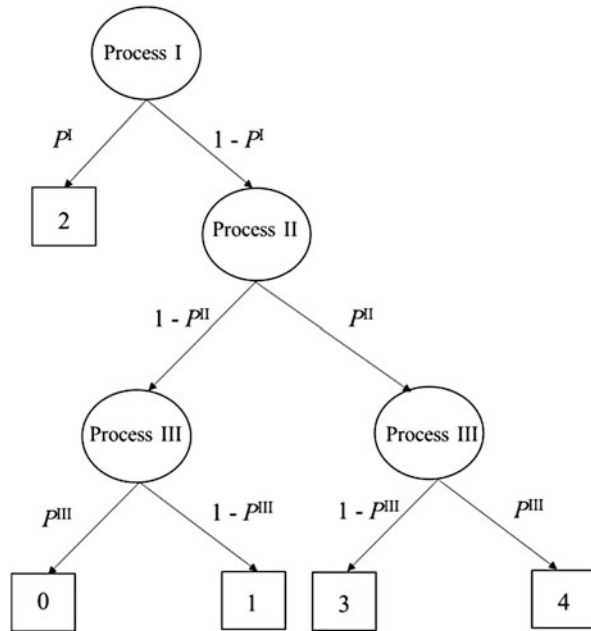 Process I
P^I
1 - P^I
2
Process II
1 - P^II
P^II
Process III
Process III
P^III
1 - P^III
1 - P^III
P^III
0
1
3
4